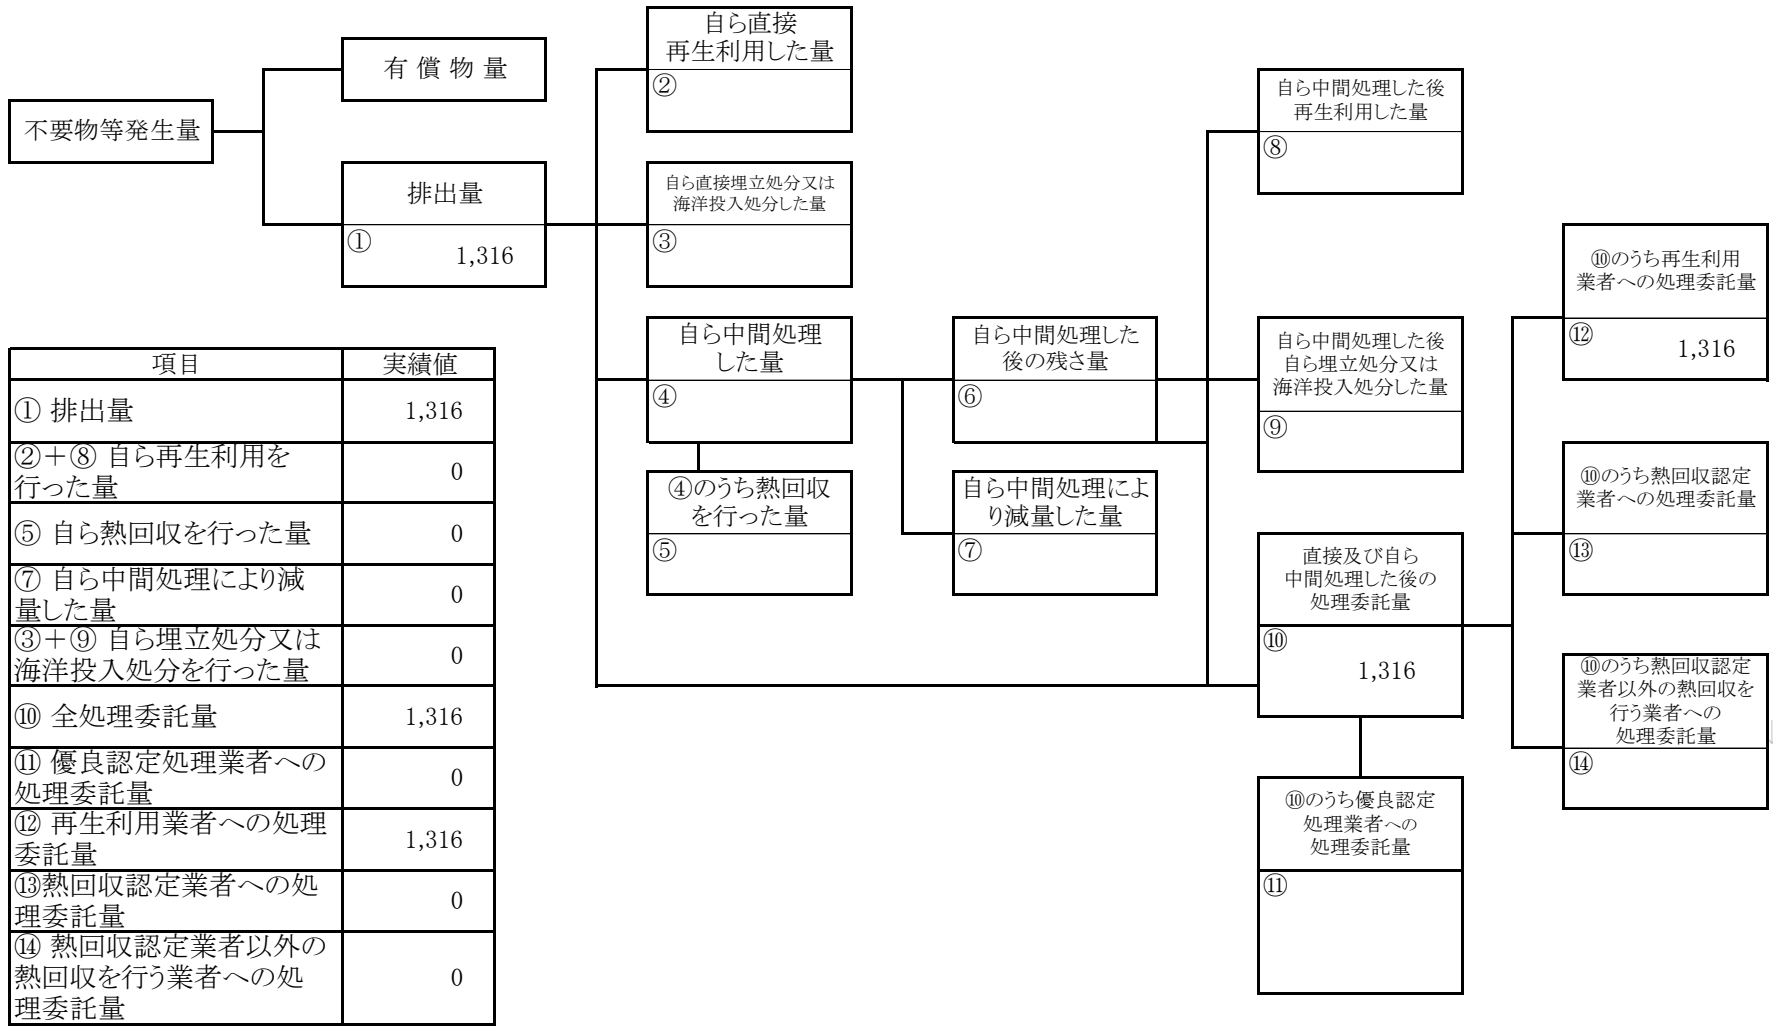 不要物等発生量
有 償 物 量
排出量
①
1,316
自ら直接
再生利用した量
②
自ら直接埋立処分又は
海洋投入処分した量
③
自ら中間処理
した量
④
④のうち熱回収
を行った量
⑤
自ら中間処理した
後の残さ量
⑥
自ら中間処理によ
り減量した量
⑦
自ら中間処理した後
再生利用した量
⑧
自ら中間処理した後
自ら埋立処分又は
海洋投入処分した量
⑨
直接及び自ら
中間処理した後の
処理委託量
⑩
1,316
⑩のうち優良認定
処理業者への
処理委託量
⑪
⑩のうち再生利用
業者への処理委託量
⑫
1,316
⑩のうち熱回収認定
業者への処理委託量
⑬
⑩のうち熱回収認定
業者以外の熱回収を
行う業者への
処理委託量
⑭
項目 実績値
① 排出量 1,316
②＋⑧ 自ら再生利用を
行った量 0
⑤ 自ら熱回収を行った量 0
⑦ 自ら中間処理により減
量した量 0
③＋⑨ 自ら埋立処分又は
海洋投入処分を行った量 0
⑩ 全処理委託量 1,316
⑪ 優良認定処理業者への
処理委託量 0
⑫ 再生利用業者への処理
委託量 1,316
⑬熱回収認定業者への処
理委託量 0
⑭ 熱回収認定業者以外の
熱回収を行う業者への処
理委託量 0